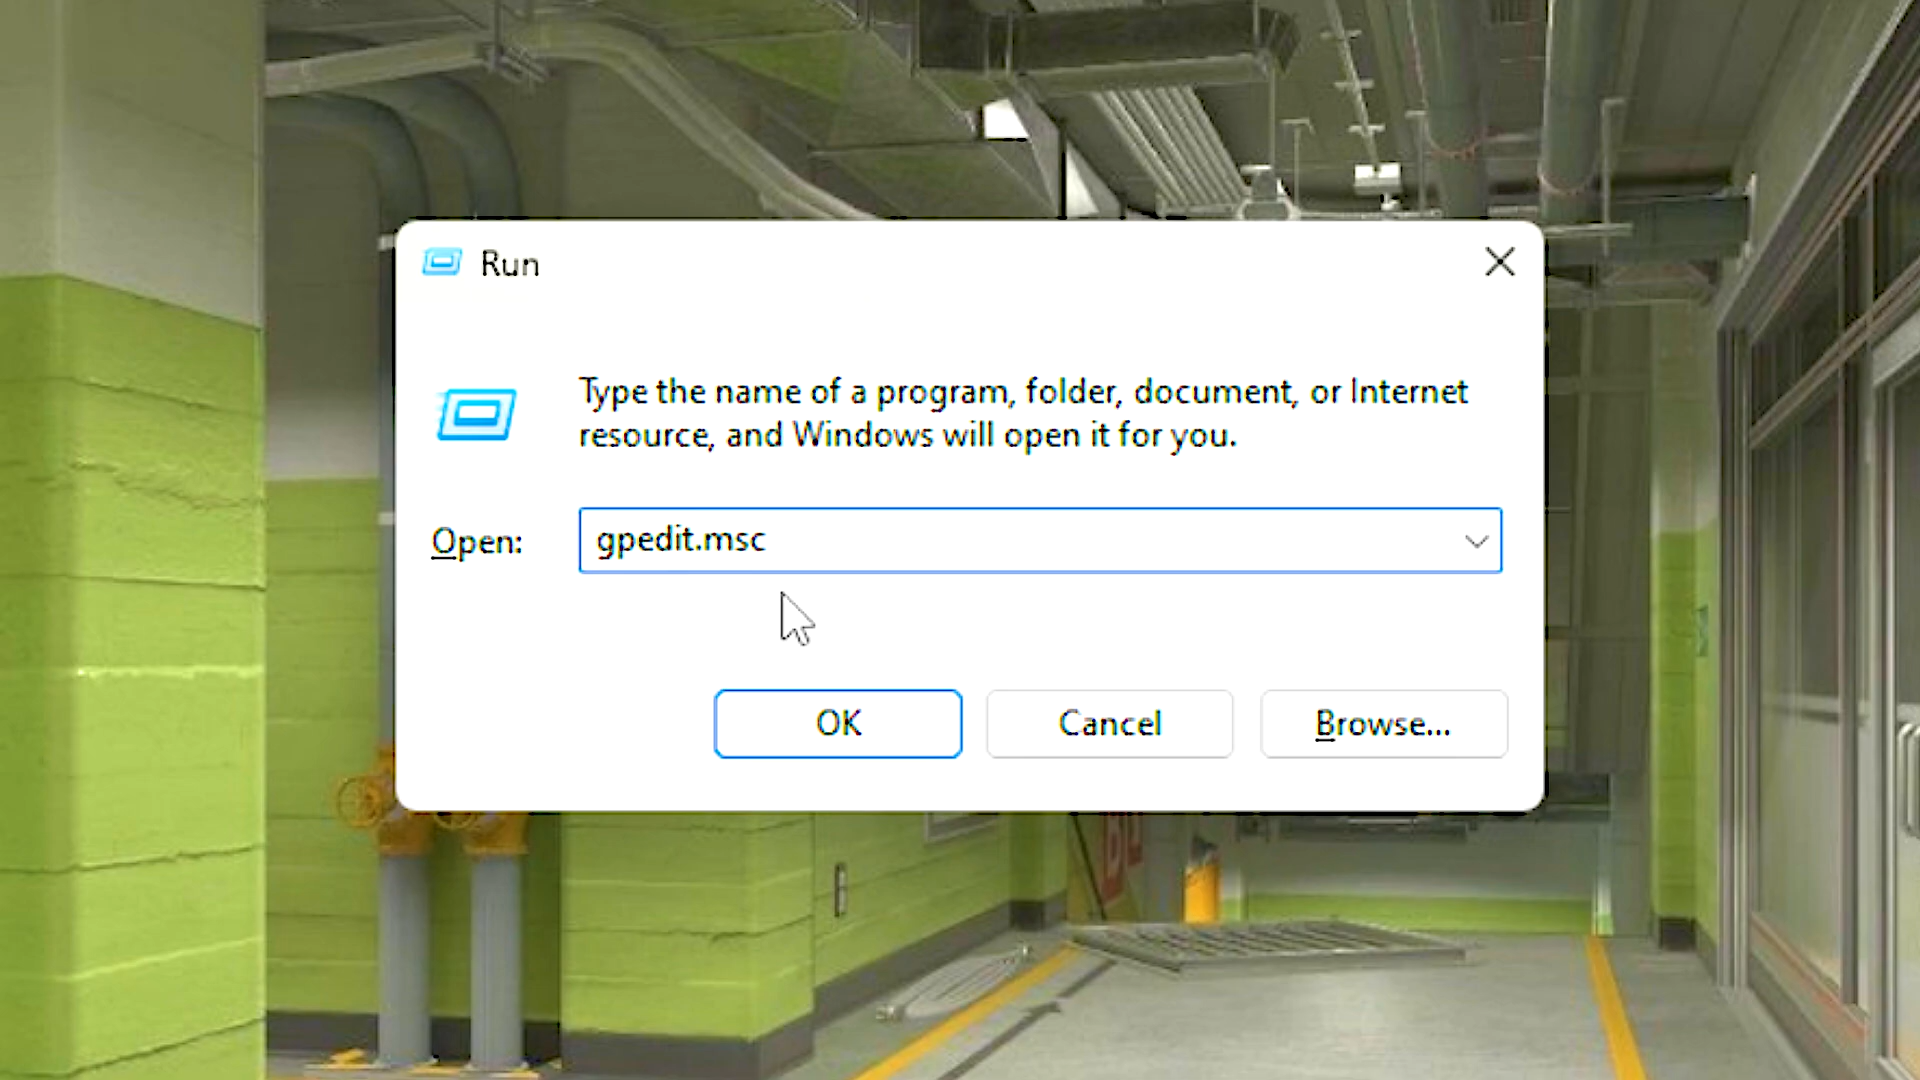 Run
Type the name of a program, folder, document, or Internet
resource, and Windows will open it for you.
Open:
gpedit.msc
OK
Cancel
Browse...